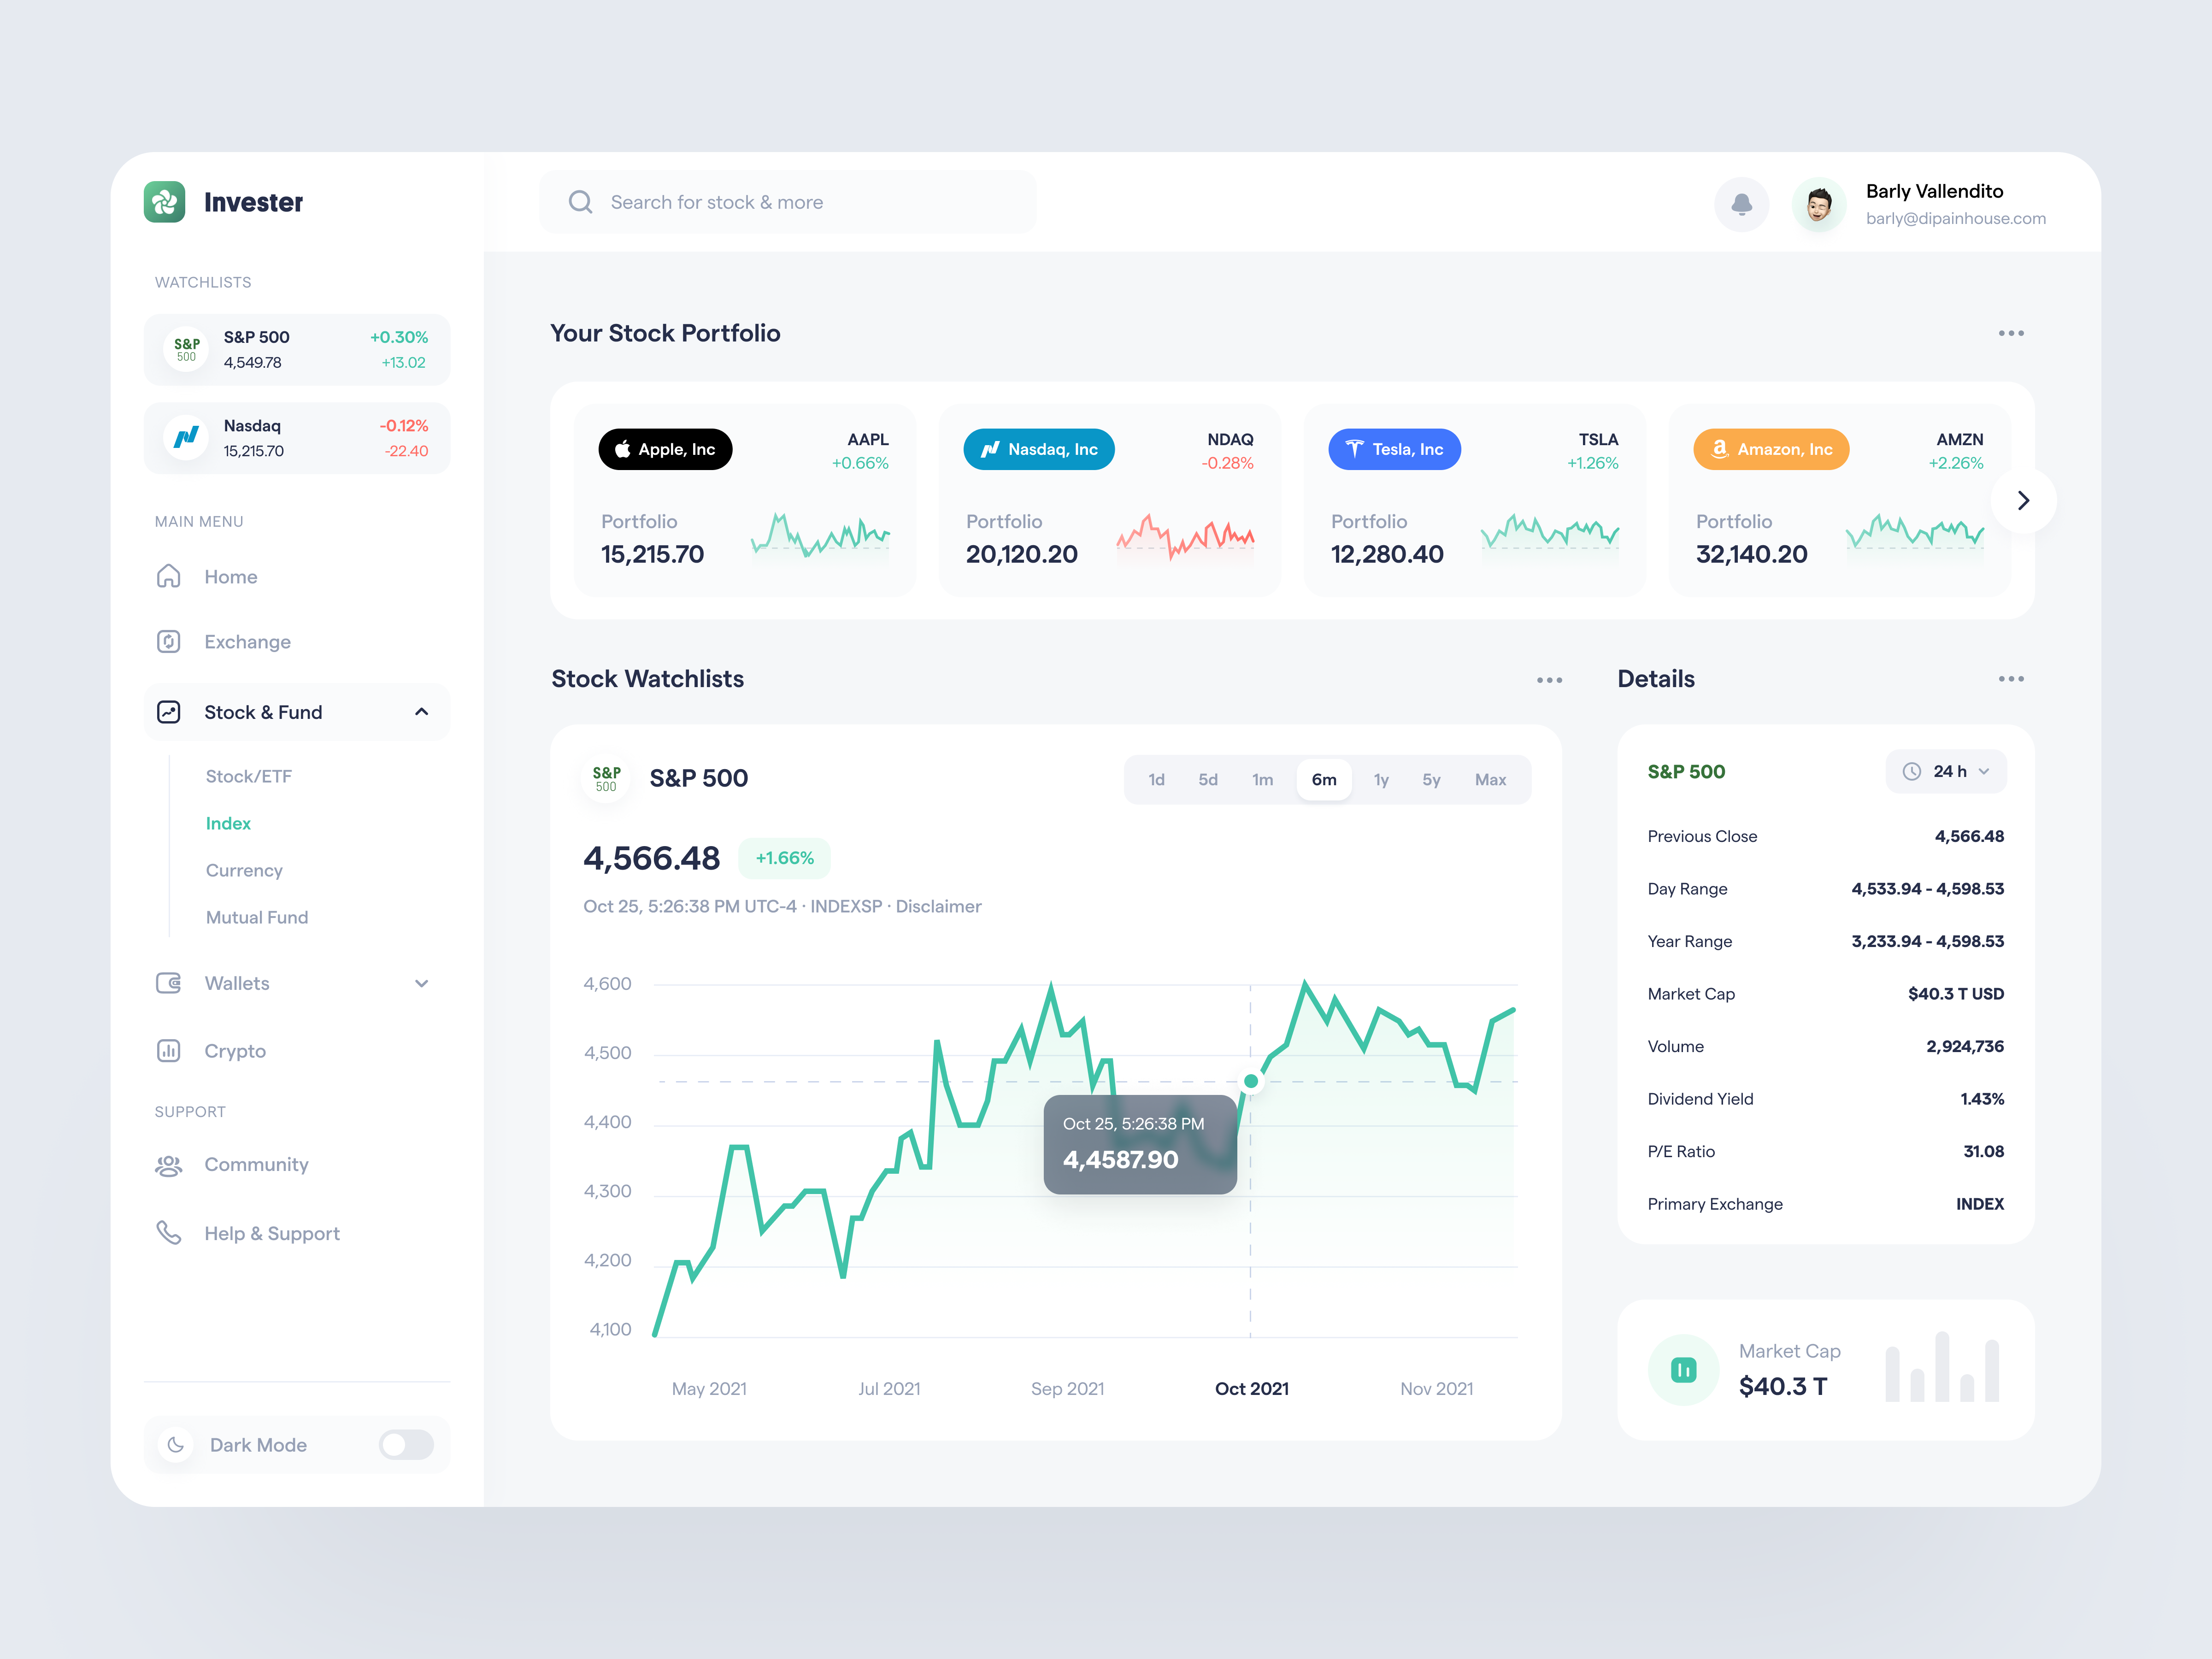 Invester
Search for stock & more
Barly Vallendito
barly@dipainhouse.com
WATCHLISTS
S&P
500
S&P 500
+0.30%
4,549.78
+13.02
Nasdaq
-0.12%
15,215.70
-22.40
MAIN MENU
Home
Exchange
Stock & Fund
Stock/ETF
Index
Currency
Mutual Fund
Wallets
Crypto
SUPPORT
Community
Help & Support
Dark Mode
Your Stock Portfolio
Apple, Inc
AAPL
+0.66%
Portfolio
15,215.70
Nasdaq, Inc
NDAQ
-0.28%
Portfolio
20,120.20
Tesla, Inc
TSLA
+1.26%
Portfolio
12,280.40
Amazon, Inc
AMZN
+2.26%
Portfolio
32,140.20
Stock Watchlists
S&P
500
S&P 500
1d 5d 1m 6m 1y 5y Max
4,566.48
+1.66%
Oct 25, 5:26:38 PM UTC-4 · INDEXSP · Disclaimer
4,600
4,500
4,400
4,300
4,200
4,100
Oct 25, 5:26:38 PM
4,4587.90
May 2021 Jul 2021 Sep 2021 Oct 2021 Nov 2021
Details
S&P 500
24 h
Previous Close 4,566.48
Day Range 4,533.94 - 4,598.53
Year Range 3,233.94 - 4,598.53
Market Cap $40.3 T USD
Volume 2,924,736
Dividend Yield 1.43%
P/E Ratio 31.08
Primary Exchange INDEX
Market Cap
$40.3 T